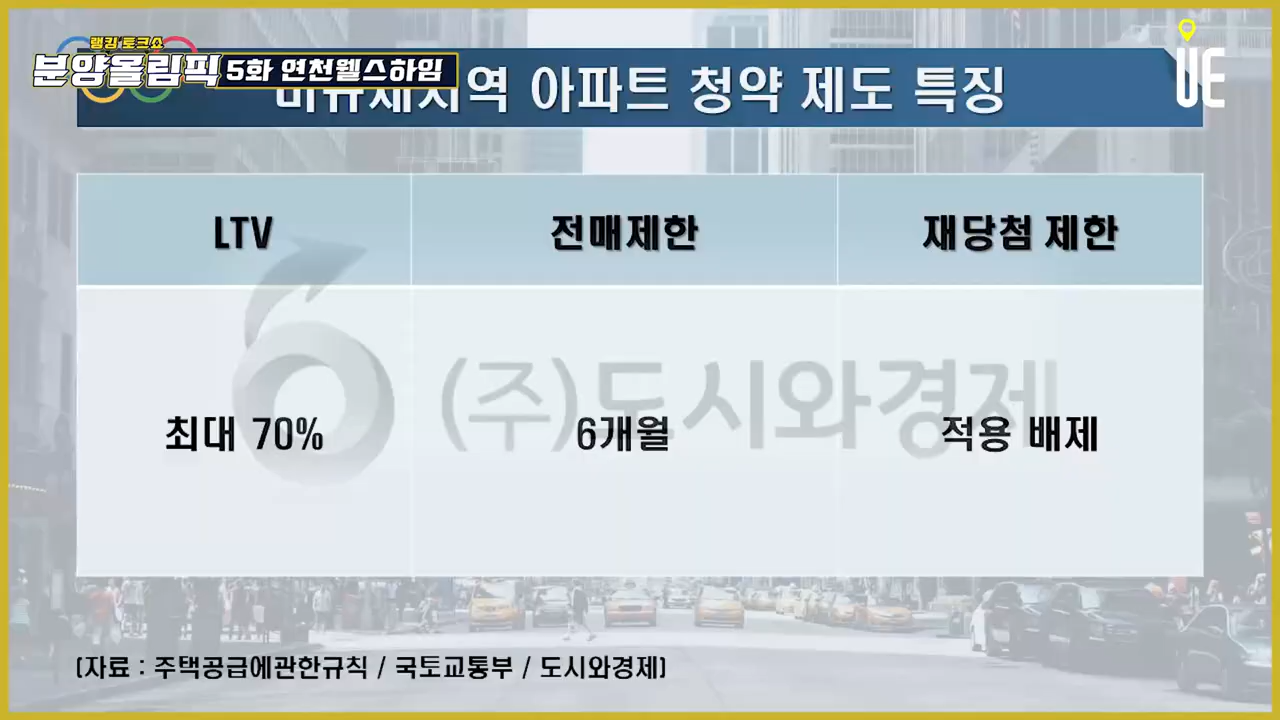 랭킹 토크쇼
분양올림픽 5화 연천웰스하임
아파트 청약 제도 특징
UE
LTV 전매제한 재당첨 제한
(주)도시와경제
최대 70% 6개월 적용 배제
(자료 : 주택공급에관한규칙 / 국토교통부 / 도시와경제)